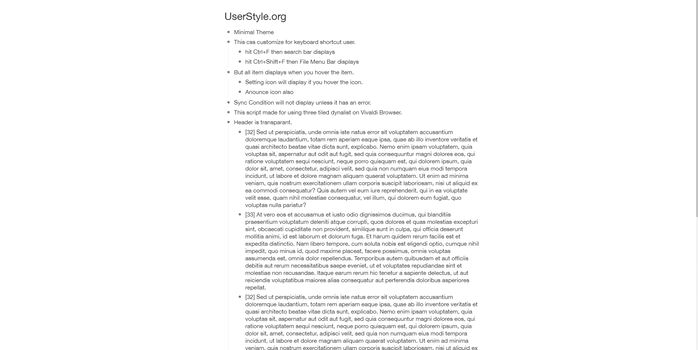 UserStyle.org
Minimal Theme
This css customize for keyboard shortcut user.
hit Ctrl+F then search bar displays
hit Ctrl+Shift+F then File Menu Bar displays
But all item displays when you hover the item.
Setting icon will display if you hover the icon.
Anounce icon also
Sync Condition will not display unless it has an error.
This script made for using three tiled dynalist on Vivaldi Browser.
Header is transparant.
[32] Sed ut perspiciatis, unde omnis iste natus error sit voluptatem accusantium
doloremque laudantium, totam rem aperiam eaque ipsa, quae ab illo inventore veritatis et
quasi architecto beatae vitae dicta sunt, explicabo. Nemo enim ipsam voluptatem, quia
voluptas sit, aspernatur aut odit aut fugit, sed quia consequuntur magni dolores eos, qui
ratione voluptatem sequi nesciunt, neque porro quisquam est, qui dolorem ipsum, quia
dolor sit, amet, consectetur, adipisci velit, sed quia non numquam eius modi tempora
incidunt, ut labore et dolore magnam aliquam quaerat voluptatem. Ut enim ad minima
veniam, quis nostrum exercitationem ullam corporis suscipit laboriosam, nisi ut aliquid ex
ea commodi consequatur? Quis autem vel eum iure reprehenderit, qui in ea voluptate
velit esse, quam nihil molestiae consequatur, vel illum, qui dolorem eum fugiat, quo
voluptas nulla pariatur?
[33] At vero eos et accusamus et iusto odio dignissimos ducimus, qui blanditiis
praesentium voluptatum deleniti atque corrupti, quos dolores et quas molestias excepturi
sint, obcaecati cupiditate non provident, similique sunt in culpa, qui officia deserunt
mollitia animi, id est laborum et dolorum fuga. Et harum quidem rerum facilis est et
expedita distinctio. Nam libero tempore, cum soluta nobis est eligendi optio, cumque nihil
impedit, quo minus id, quod maxime placeat, facere possimus, omnis voluptas
assumenda est, omnis dolor repellendus. Temporibus autem quibusdam et aut officiis
debitis aut rerum necessitatibus saepe eveniet, ut et voluptates repudiandae sint et
molestiae non recusandae. Itaque earum rerum hic tenetur a sapiente delectus, ut aut
reiciendis voluptatibus maiores alias consequatur aut perferendis doloribus asperiores
repellat.
[32] Sed ut perspiciatis, unde omnis iste natus error sit voluptatem accusantium
doloremque laudantium, totam rem aperiam eaque ipsa, quae ab illo inventore veritatis et
quasi architecto beatae vitae dicta sunt, explicabo. Nemo enim ipsam voluptatem, quia
voluptas sit, aspernatur aut odit aut fugit, sed quia consequuntur magni dolores eos, qui
ratione voluptatem sequi nesciunt, neque porro quisquam est, qui dolorem ipsum, quia
dolor sit, amet, consectetur, adipisci velit, sed quia non numquam eius modi tempora
incidunt, ut labore et dolore magnam aliquam quaerat voluptatem. Ut enim ad minima
veniam, quis nostrum exercitationem ullam corporis suscipit laboriosam, nisi ut aliquid ex